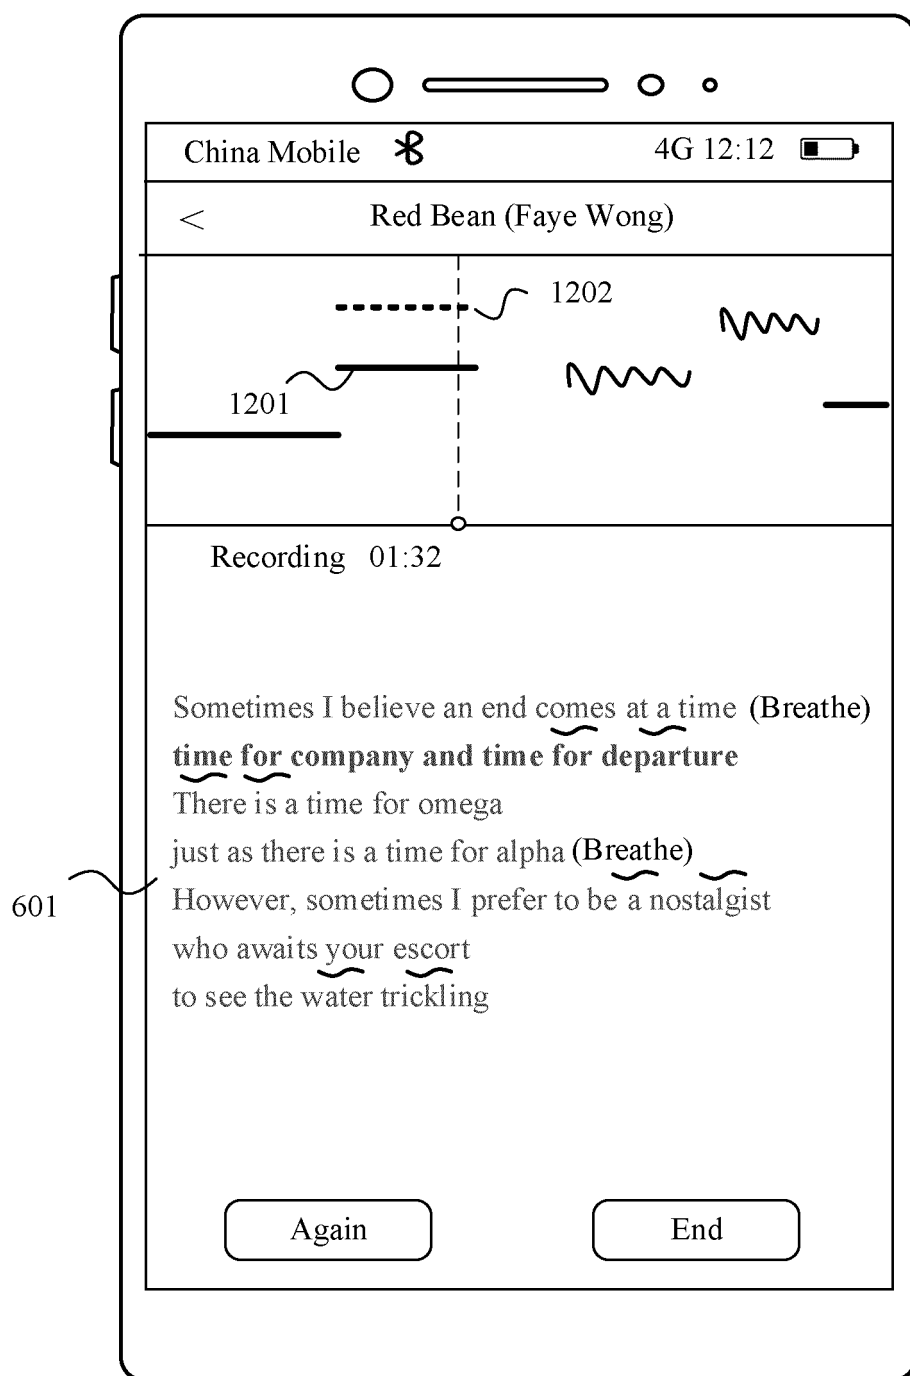 China Mobile 4G 12:12
< Red Bean (Faye Wong)
1202
1201
Recording 01:32
Sometimes I believe an end comes at a time (Breathe)
time for company and time for departure
There is a time for omega
just as there is a time for alpha (Breathe)
601
However, sometimes I prefer to be a nostalgist
who awaits your escort
to see the water trickling
Again End